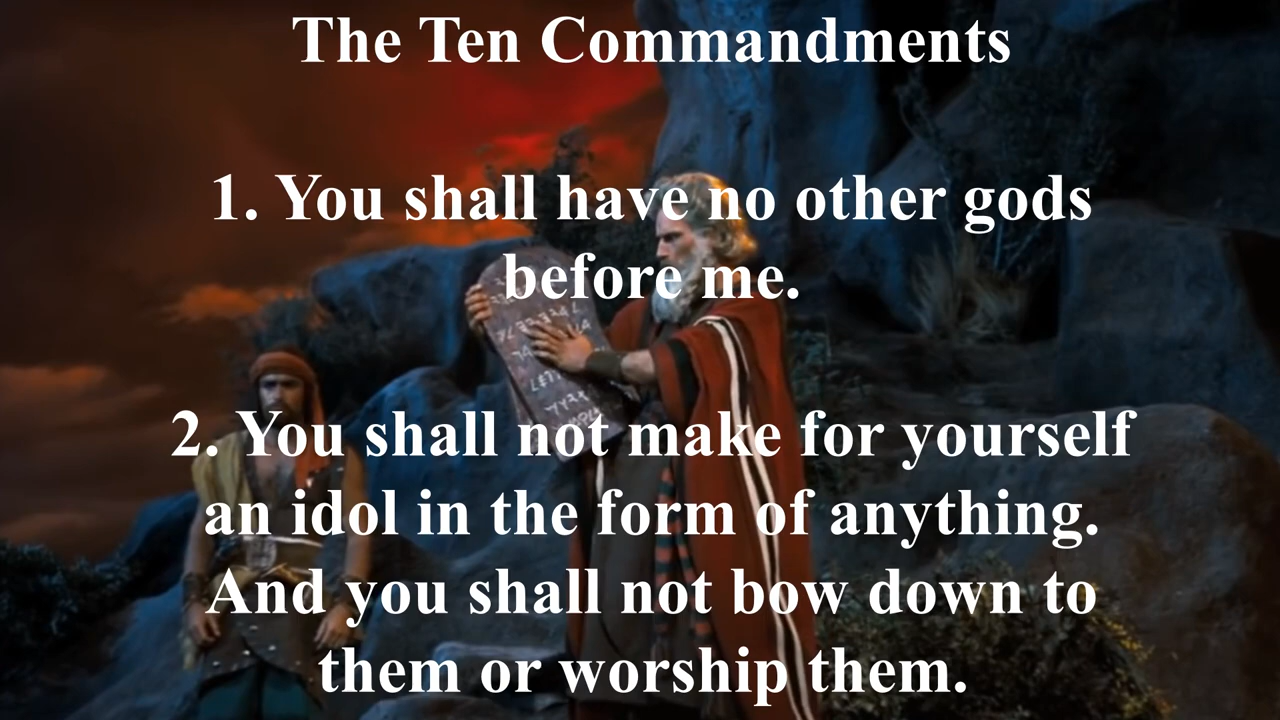 The Ten Commandments
1. You shall have no other gods
before me.
2. You shall not make for yourself
an idol in the form of anything.
And you shall not bow down to
them or worship them.